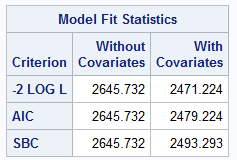 Model Fit Statistics
Criterion Without Covariates With Covariates
-2 LOG L 2645.732 2471.224
AIC 2645.732 2479.224
SBC 2645.732 2493.293